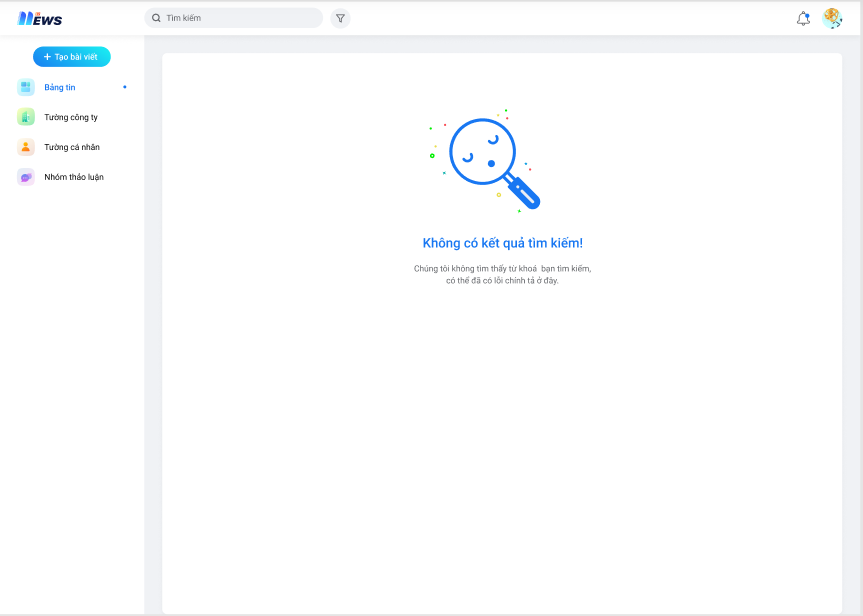 NEWS
Tìm kiếm
+ Tạo bài viết
Bảng tin
Tường công ty
Tường cá nhân
Nhóm thảo luận
Không có kết quả tìm kiếm!
Chúng tôi không tìm thấy từ khoá bạn tìm kiếm,
có thể đã có lỗi chính tả ở đây.